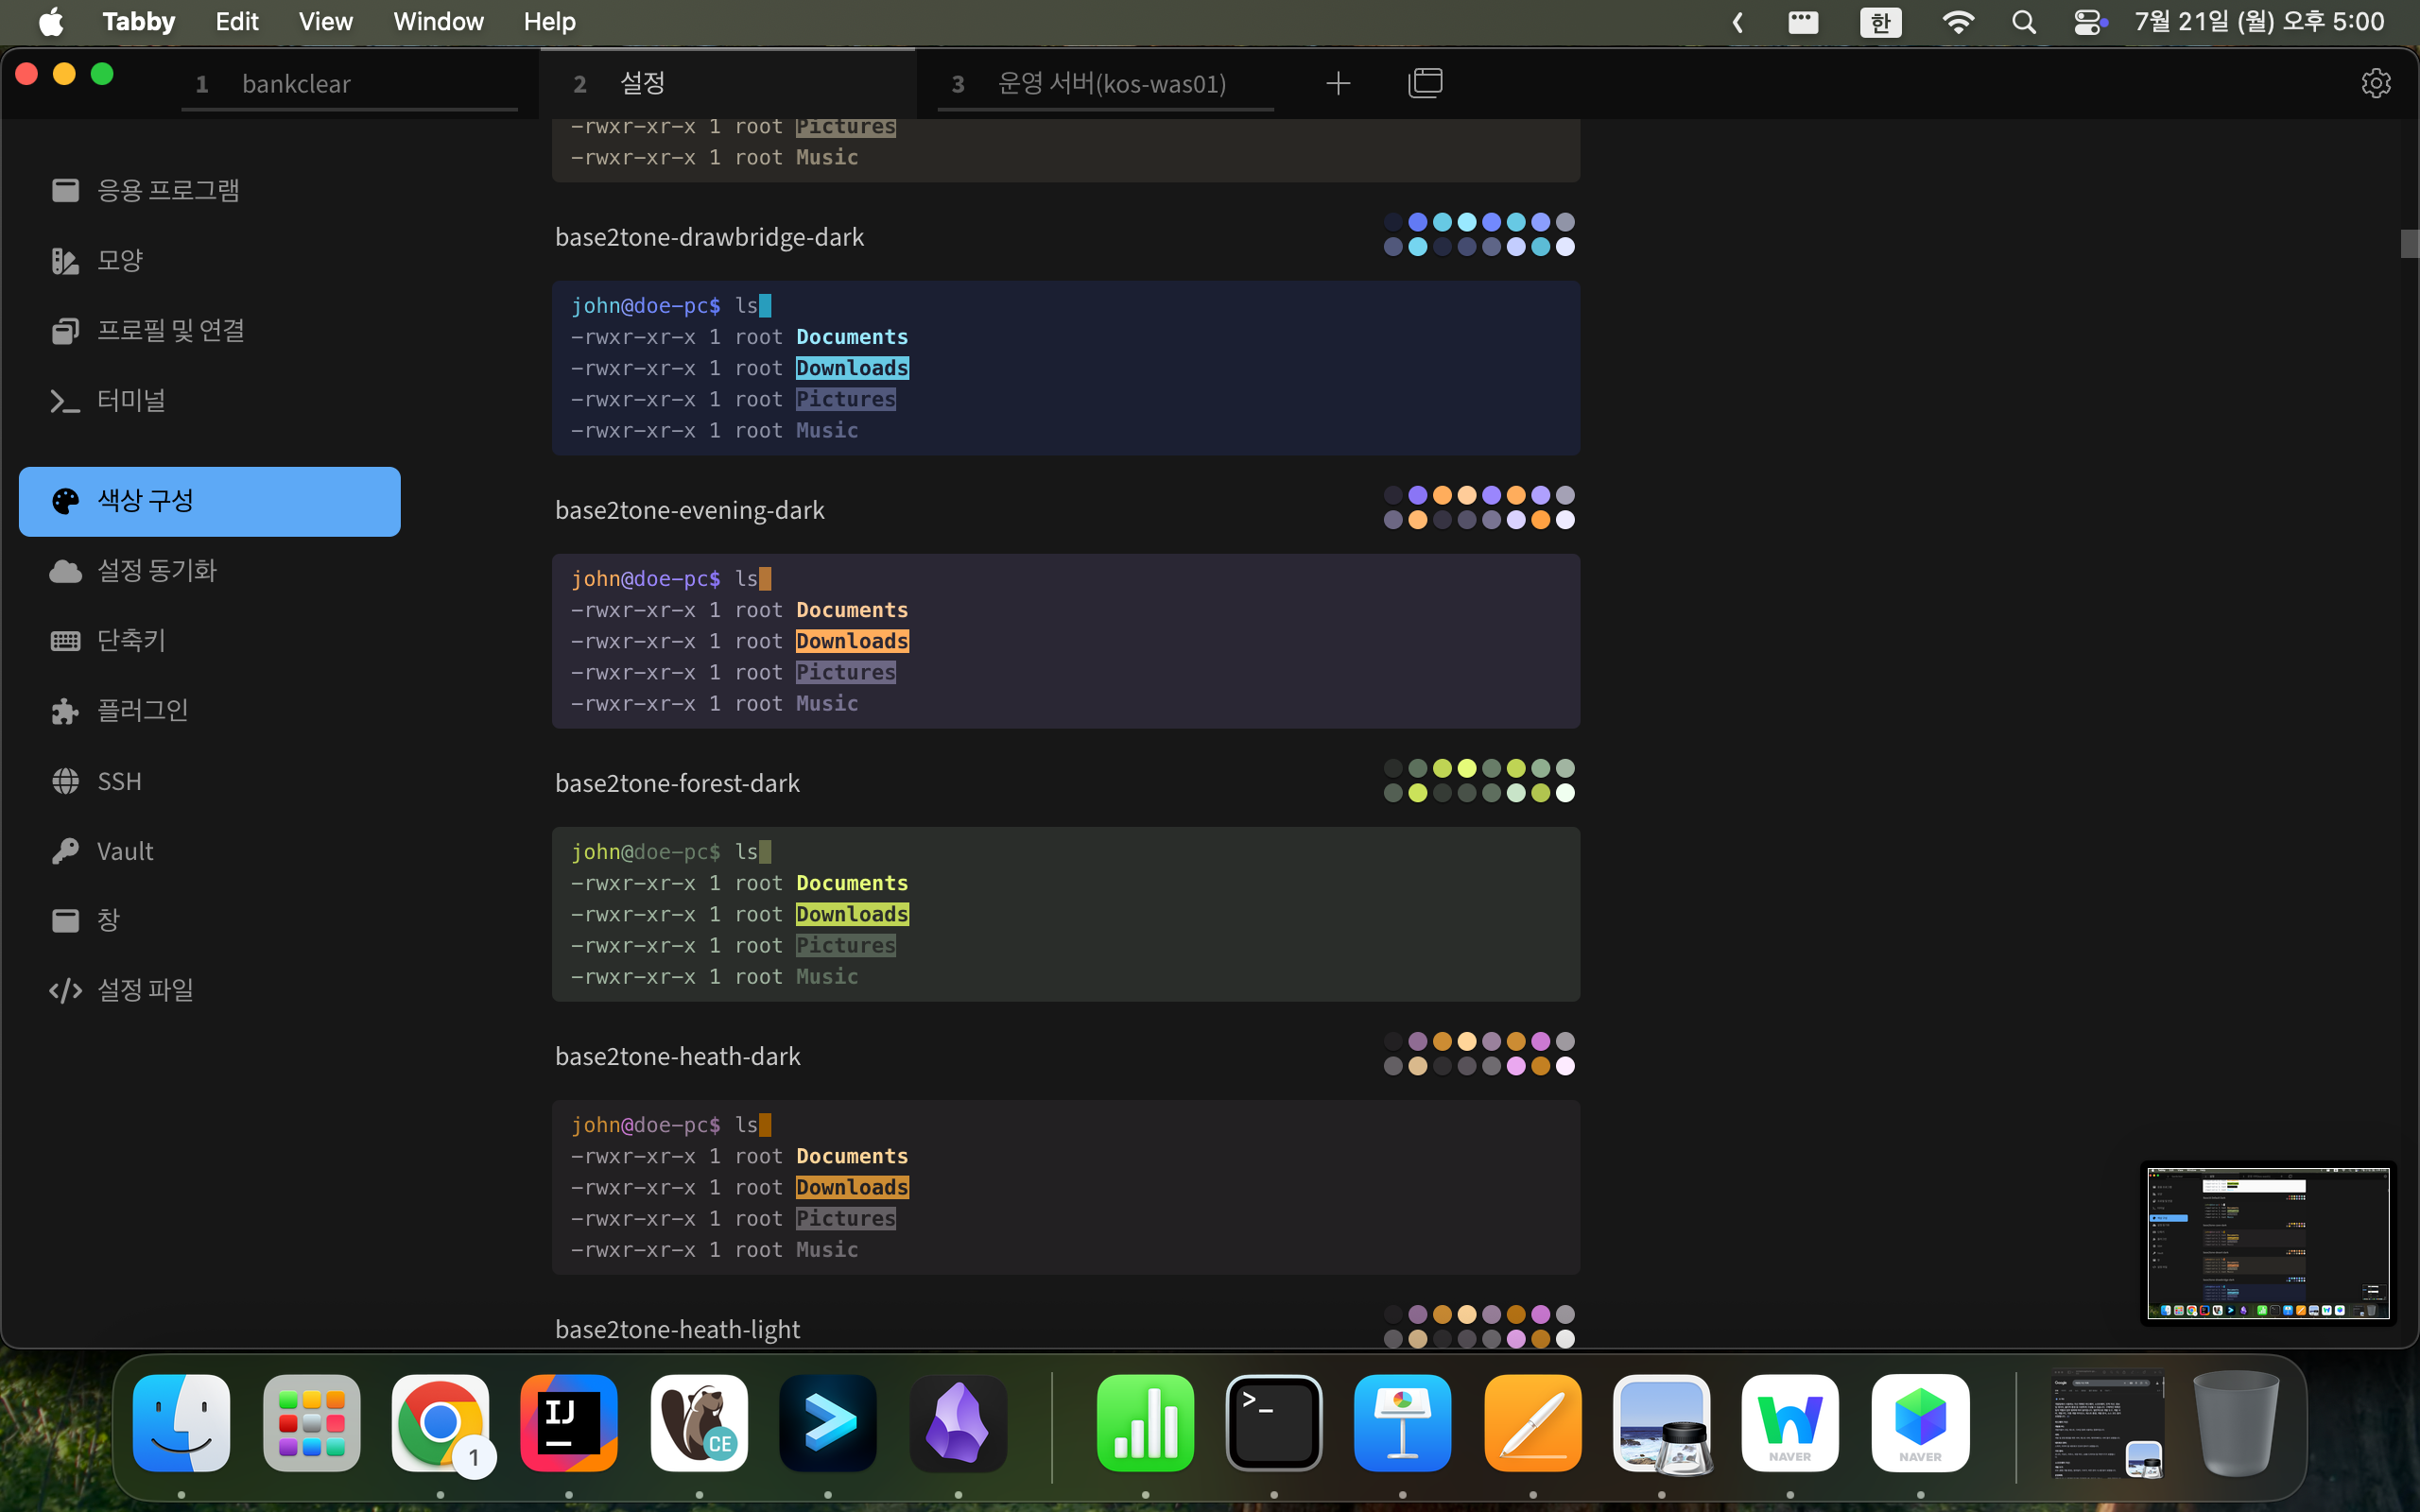 Tabby Edit View Window Help 한 7월 21일 (월) 오후 5:00
1 bankclear 2 설정 3 운영 서버(kos-was01)
응용 프로그램
모양
프로필 및 연결
터미널
색상 구성
설정 동기화
단축키
플러그인
SSH
Vault
창
설정 파일
-rwxr-xr-x 1 root Pictures
-rwxr-xr-x 1 root Music
base2tone-drawbridge-dark
john@doe-pc$ ls
-rwxr-xr-x 1 root Documents
-rwxr-xr-x 1 root Downloads
-rwxr-xr-x 1 root Pictures
-rwxr-xr-x 1 root Music
base2tone-evening-dark
john@doe-pc$ ls
-rwxr-xr-x 1 root Documents
-rwxr-xr-x 1 root Downloads
-rwxr-xr-x 1 root Pictures
-rwxr-xr-x 1 root Music
base2tone-forest-dark
john@doe-pc$ ls
-rwxr-xr-x 1 root Documents
-rwxr-xr-x 1 root Downloads
-rwxr-xr-x 1 root Pictures
-rwxr-xr-x 1 root Music
base2tone-heath-dark
john@doe-pc$ ls
-rwxr-xr-x 1 root Documents
-rwxr-xr-x 1 root Downloads
-rwxr-xr-x 1 root Pictures
-rwxr-xr-x 1 root Music
base2tone-heath-light
1 IJ CE NAVER NAVER